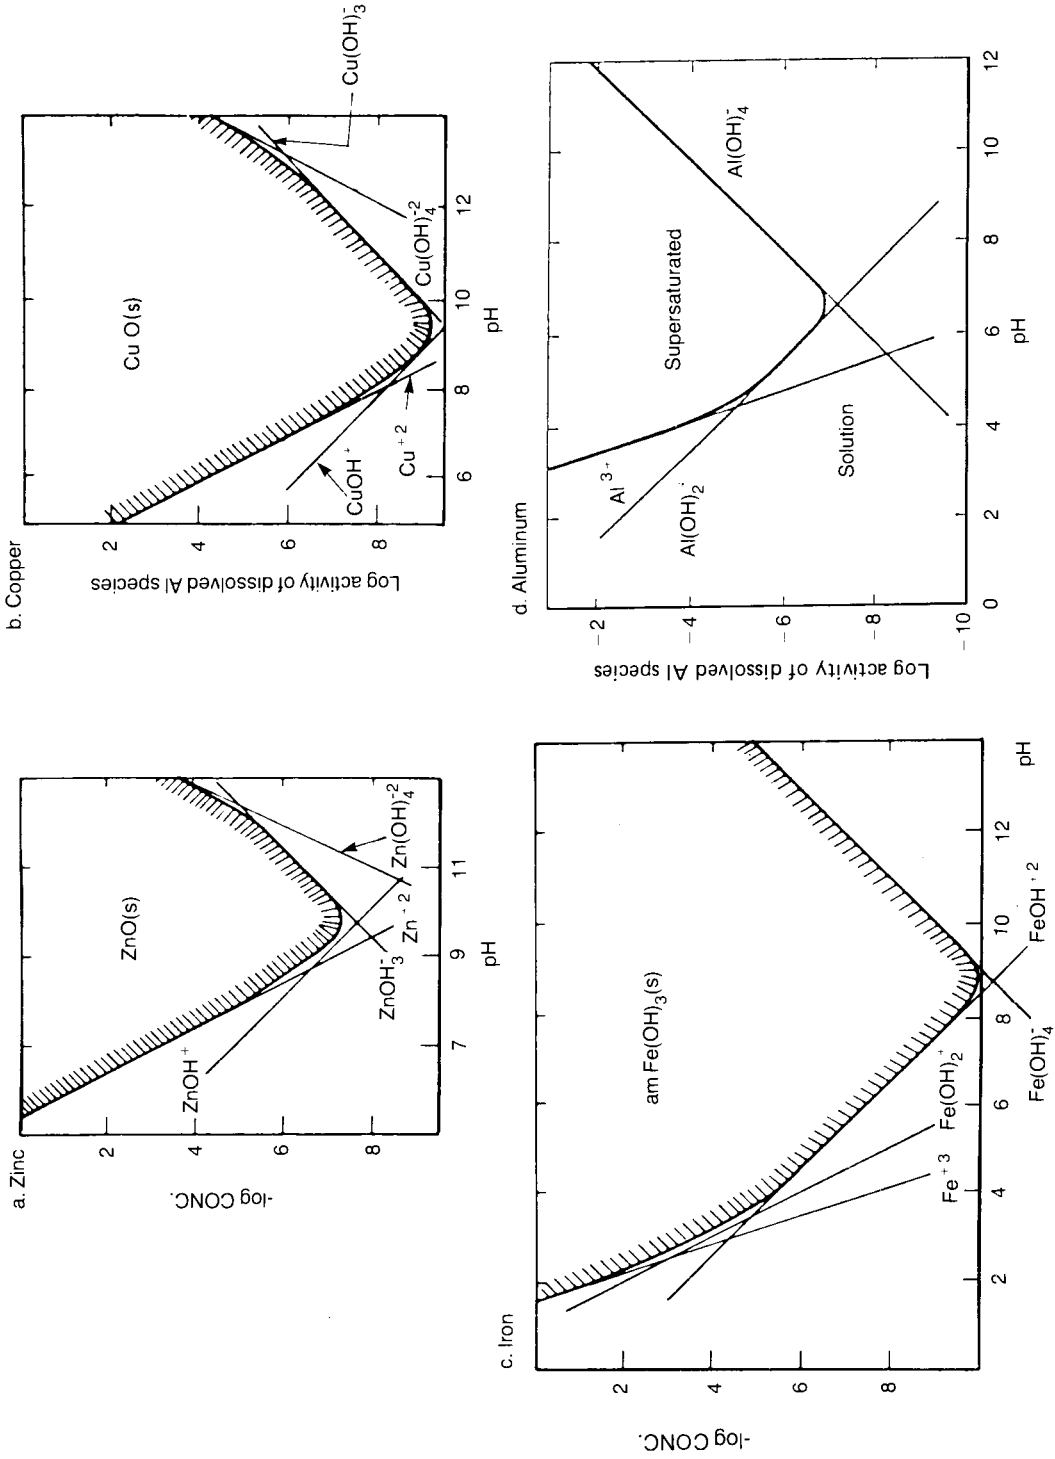 a. Zinc
ZnO(s)
ZnOH+
ZnOH3-
Zn+2
Zn(OH)4-2
2
4
6
8
-log CONC.
7
9
11
pH
b. Copper
Cu O(s)
CuOH+
Cu+2
Cu(OH)4-2
Cu(OH)3-
2
4
6
8
Log activity of dissolved Al species
6
8
10
12
pH
c. Iron
am Fe(OH)3(s)
Fe+3
Fe(OH)2+
Fe(OH)4-
FeOH+2
2
4
6
8
-log CONC.
2
4
6
8
10
12
pH
d. Aluminum
Supersaturated
Al3+
Al(OH)2
Al(OH)4-
Solution
-2
-4
-6
-8
-10
Log activity of dissolved Al species
0
2
4
6
8
10
12
pH